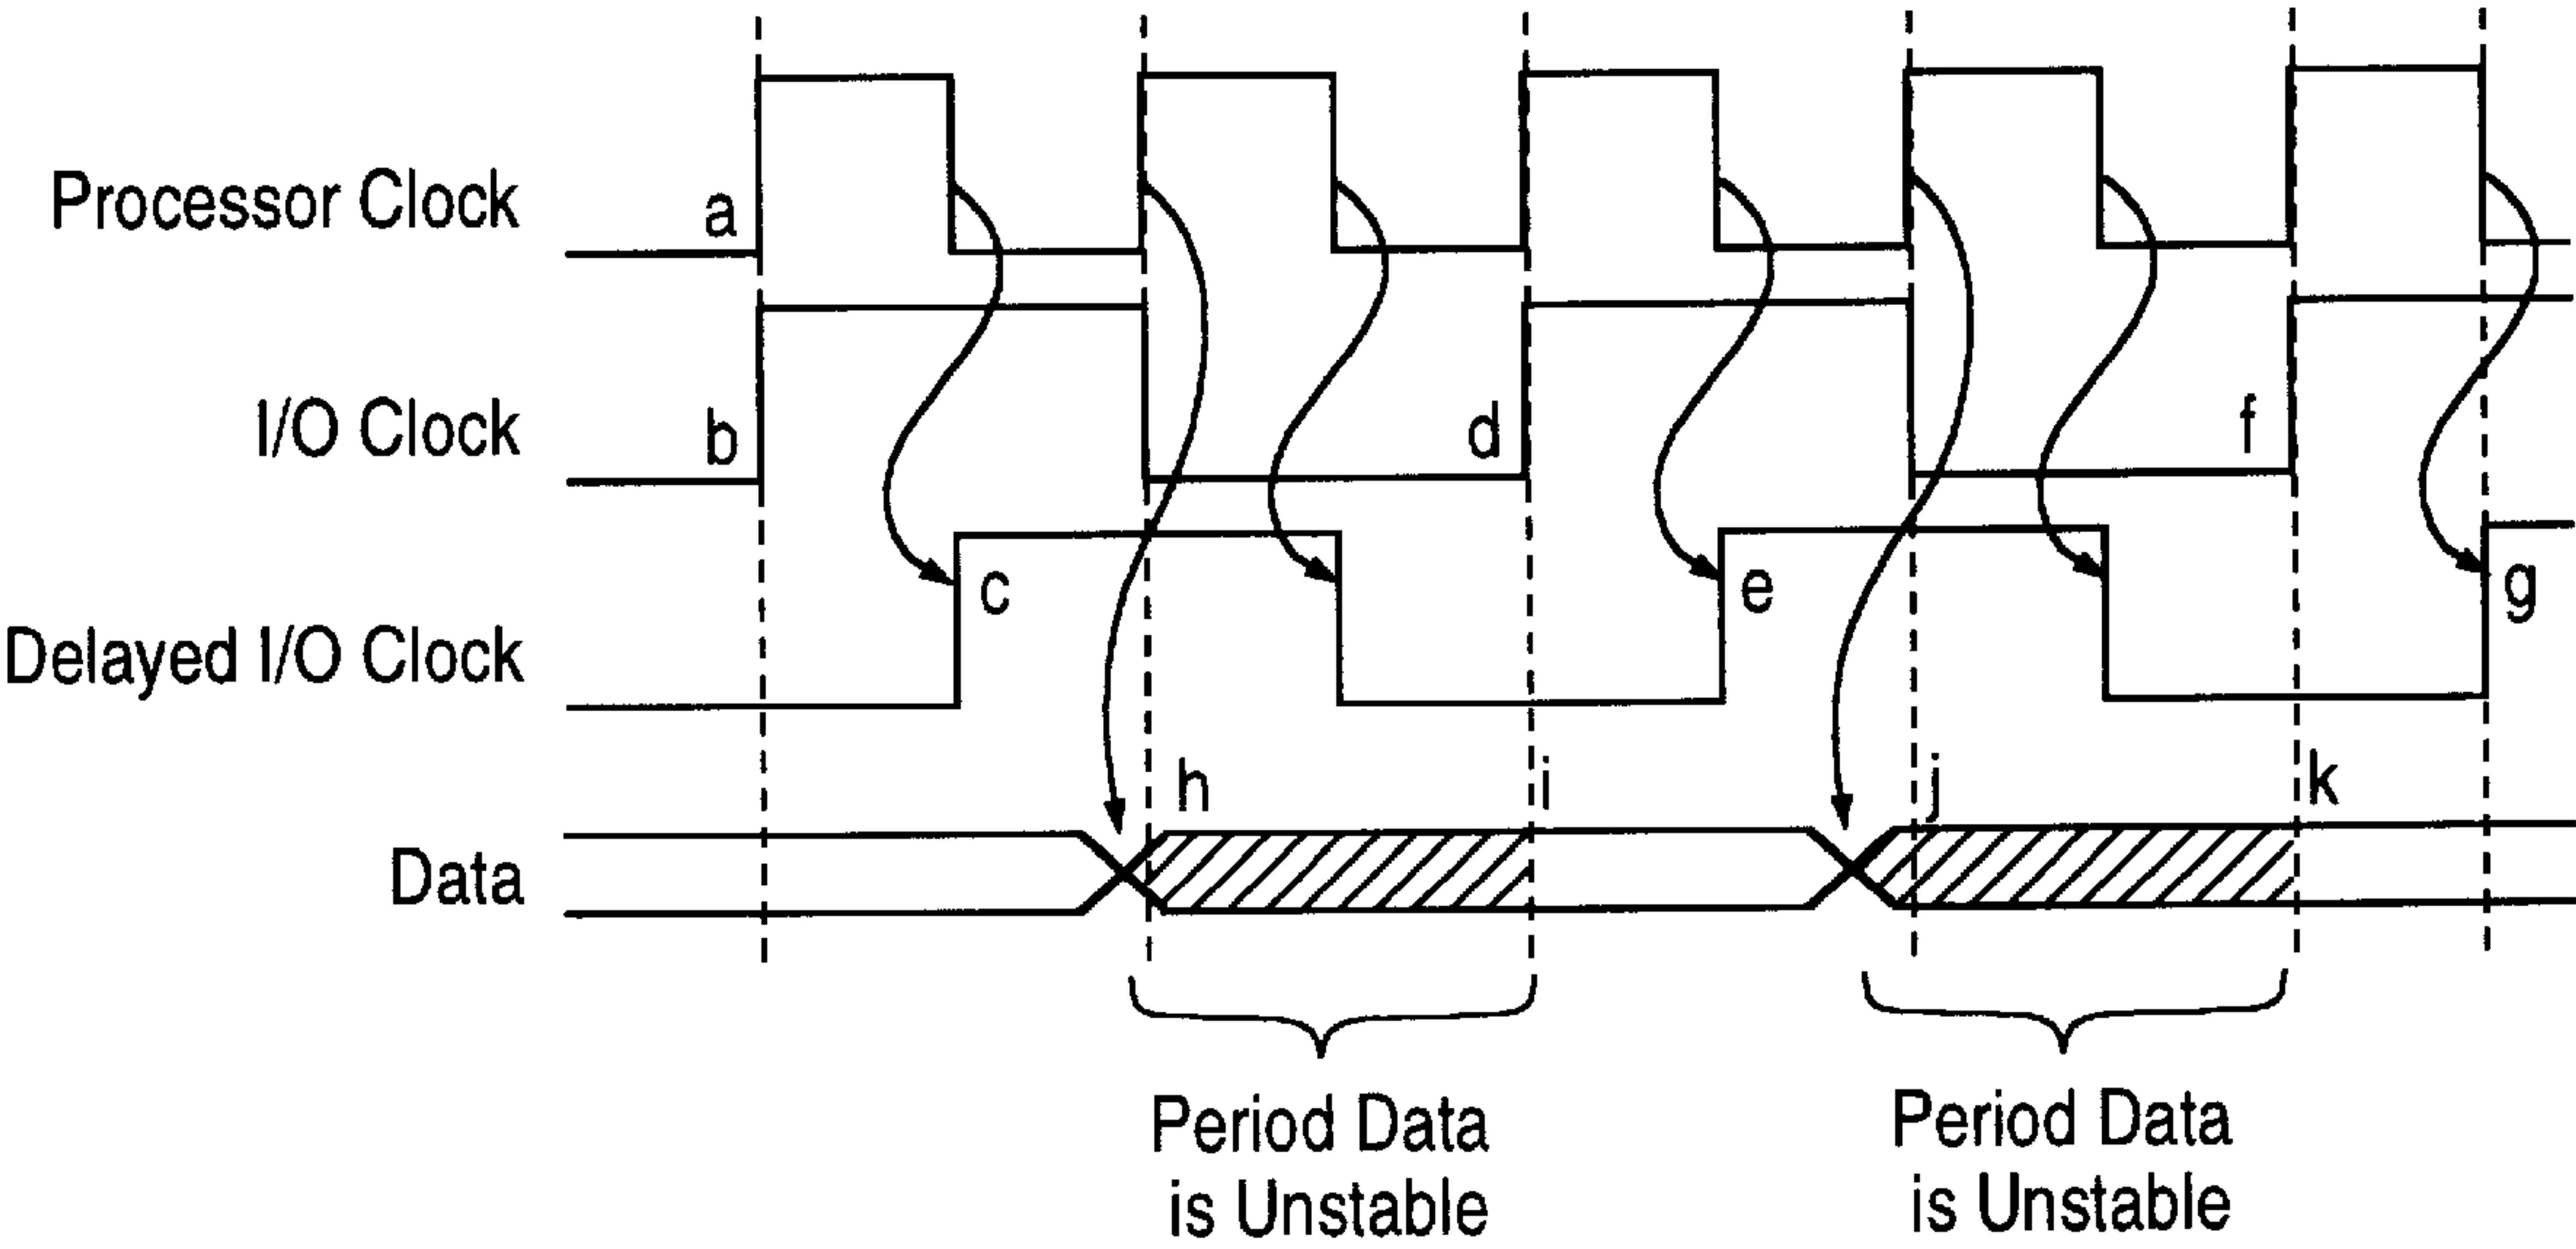 Processor Clock
a
I/O Clock
b
d
f
Delayed I/O Clock
c
e
g
Data
h
i
j
k
Period Data
is Unstable
Period Data
is Unstable